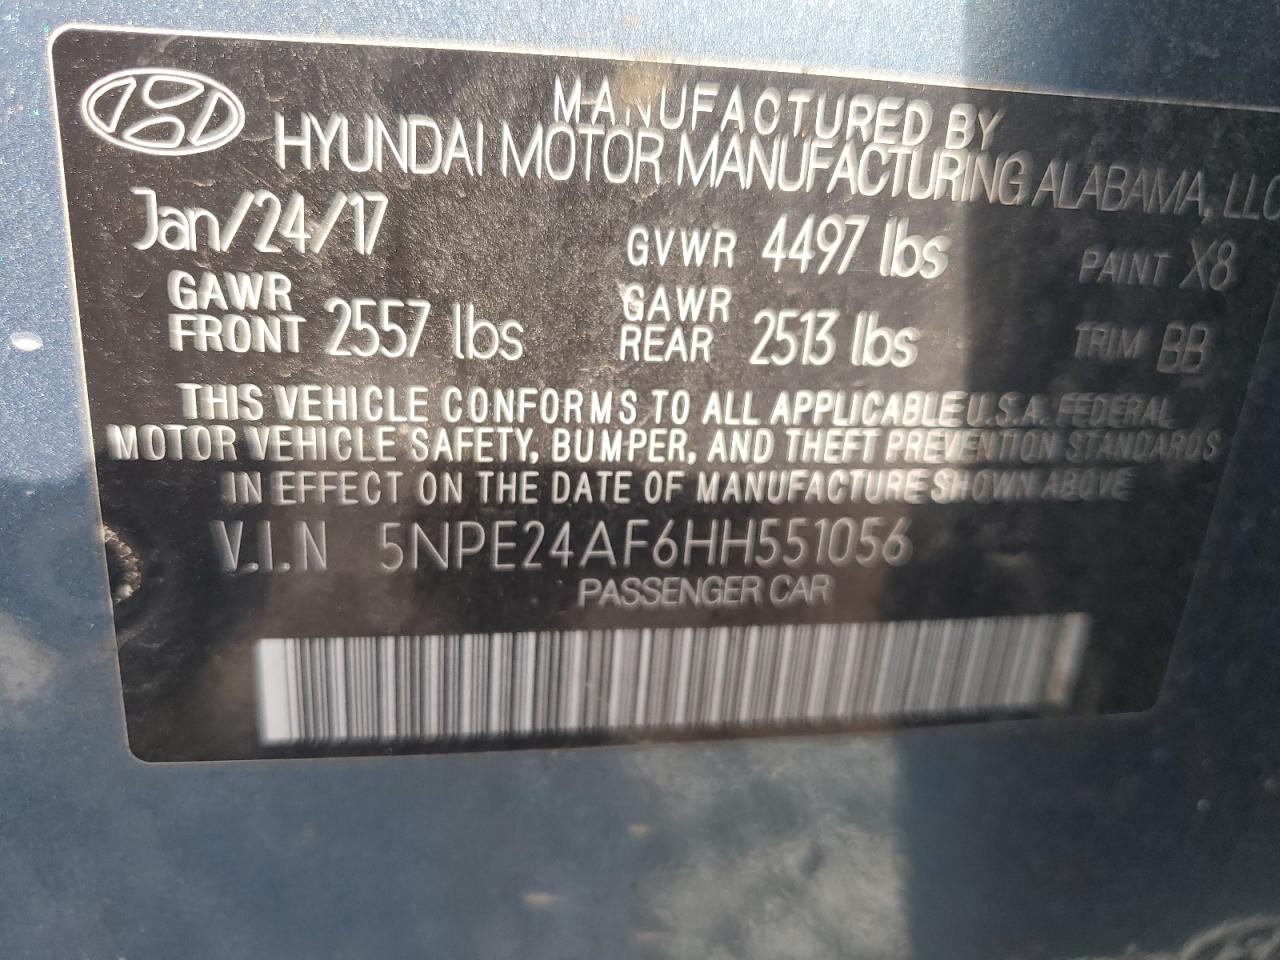 MANUFACTURED BY
HYUNDAI MOTOR MANUFACTURING ALABAMA, LLC
Jan/24/17 GVWR 4497 lbs PAINT X8
GAWR FRONT 2557 lbs GAWR REAR 2513 lbs TRIM BB
THIS VEHICLE CONFORMS TO ALL APPLICABLE U.S.A. FEDERAL
MOTOR VEHICLE SAFETY, BUMPER, AND THEFT PREVENTION STANDARDS
IN EFFECT ON THE DATE OF MANUFACTURE SHOWN ABOVE
V.I.N 5NPE24AF6HH551056
PASSENGER CAR